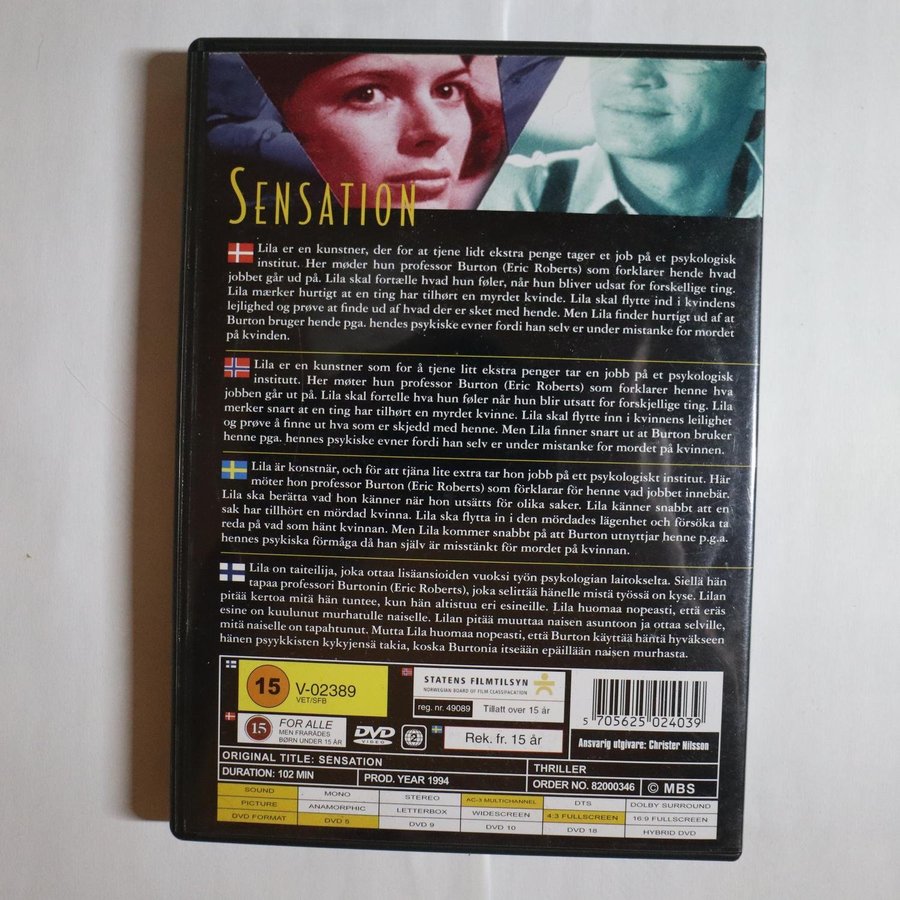 SENSATION
Lila er en kunstner, der for at tjene lidt ekstra penge tager et job på et psykologisk
institut. Her møder hun professor Burton (Eric Roberts) som forklarer hende hvad
jobbet går ud på. Lila skal fortælle hvad hun føler, når hun bliver udsat for forskellige ting.
Lila mærker hurtigt at en ting har tilhørt en myrdet kvinde. Lila skal flytte ind i kvindens
lejlighed og prøve at finde ud af hvad der er sket med hende. Men Lila finder hurtigt ud af at
Burton bruger hende pga. hendes psykiske evner fordi han selv er under mistanke for mordet
på kvinden.
Lila er en kunstner som for å tjene litt ekstra penger tar en jobb på et psykologisk
institutt. Her møter hun professor Burton (Eric Roberts) som forklarer henne hva
jobben går ut på. Lila skal fortelle hva hun føler når hun blir utsatt for forskjellige ting. Lila
merker snart at en ting har tilhørt en myrdet kvinne. Lila skal flytte inn i kvinnens leilighet
og prøve å finne ut hva som er skjedd med henne. Men Lila finner snart ut at Burton bruker
henne pga. hennes psykiske evner fordi han selv er under mistanke for mordet på kvinnen.
Lila är konstnär, och för att tjäna lite extra tar hon jobb på ett psykologiskt institut. Här
möter hon professor Burton (Eric Roberts) som förklarar för henne vad jobbet innebär.
Lila ska berätta vad hon känner när hon utsätts för olika saker. Lila känner snabbt att en
sak har tillhört en mördad kvinna. Lila ska flytta in i den mördades lägenhet och försöka ta
reda på vad som hänt kvinnan. Men Lila kommer snabbt på att Burton utnyttjar henne p.g.a.
hennes psykiska förmåga då han själv är misstänkt för mordet på kvinnan.
Lila on taiteilija, joka ottaa lisäansioiden vuoksi työn psykologian laitokselta. Siellä hän
tapaa professori Burtonin (Eric Roberts), joka selittää hänelle mistä työssä on kyse. Lilan
pitää kertoa mitä hän tuntee, kun hän altistuu eri esineille. Lila huomaa nopeasti, että eräs
esine on kuulunut murhatulle naiselle. Lilan pitää muuttaa naisen asuntoon ja ottaa selville,
mitä naiselle on tapahtunut. Mutta Lila huomaa nopeasti, että Burton käyttää häntä hyväkseen
hänen psyykkisten kykyjensä takia, koska Burtonia itseään epäillään naisen murhasta.
15 V-02389
VET/SFB
STATENS FILMTILSYN
NORWEGIAN BOARD OF FILM CLASSIFICATION
reg. nr. 49089 Tillatt over 15 år
5 705625 024039
15 FOR ALLE
MEN FRARÅDES
BØRN UNDER 15 ÅR
DVD
VIDEO
2
Rek. fr. 15 år
Ansvarig utgivare: Christer Nilsson
ORIGINAL TITLE: SENSATION THRILLER
DURATION: 102 MIN PROD. YEAR 1994 ORDER NO. 82000346 © MBS
SOUND MONO STEREO AC-3 MULTICHANNEL DTS DOLBY SURROUND
PICTURE ANAMORPHIC LETTERBOX WIDESCREEN 4:3 FULLSCREEN 16:9 FULLSCREEN
DVD FORMAT DVD 5 DVD 9 DVD 10 DVD 18 HYBRID DVD